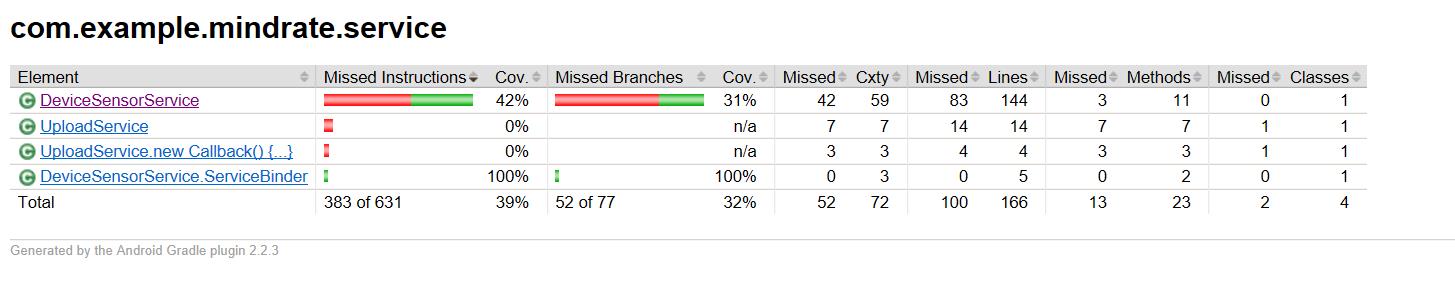 com.example.mindrate.service
Element Missed Instructions Cov. Missed Branches Cov. Missed Cxty Missed Lines Missed Methods Missed Classes
C DeviceSensorService 42% 31% 42 59 83 144 3 11 0 1
C UploadService 0% n/a 7 7 14 14 7 7 1 1
C UploadService.new Callback() {...} 0% n/a 3 3 4 4 3 3 1 1
C DeviceSensorService.ServiceBinder 100% 100% 0 3 0 5 0 2 0 1
Total 383 of 631 39% 52 of 77 32% 52 72 100 166 13 23 2 4
Generated by the Android Gradle plugin 2.2.3